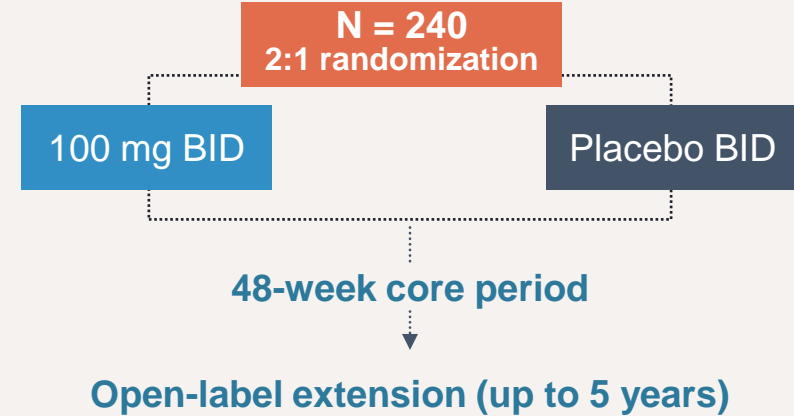 N = 240
2:1 randomization
100 mg BID
Placebo BID
48-week core period
Open-label extension (up to 5 years)